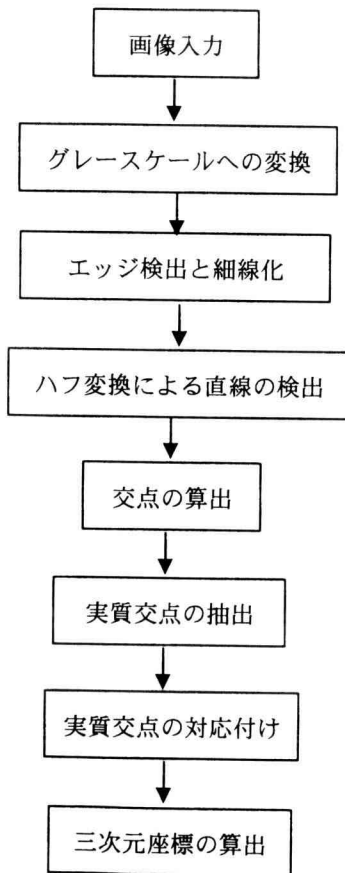 画像入力
グレースケールへの変換
エッジ検出と細線化
ハフ変換による直線の検出
交点の算出
実質交点の抽出
実質交点の対応付け
三次元座標の算出